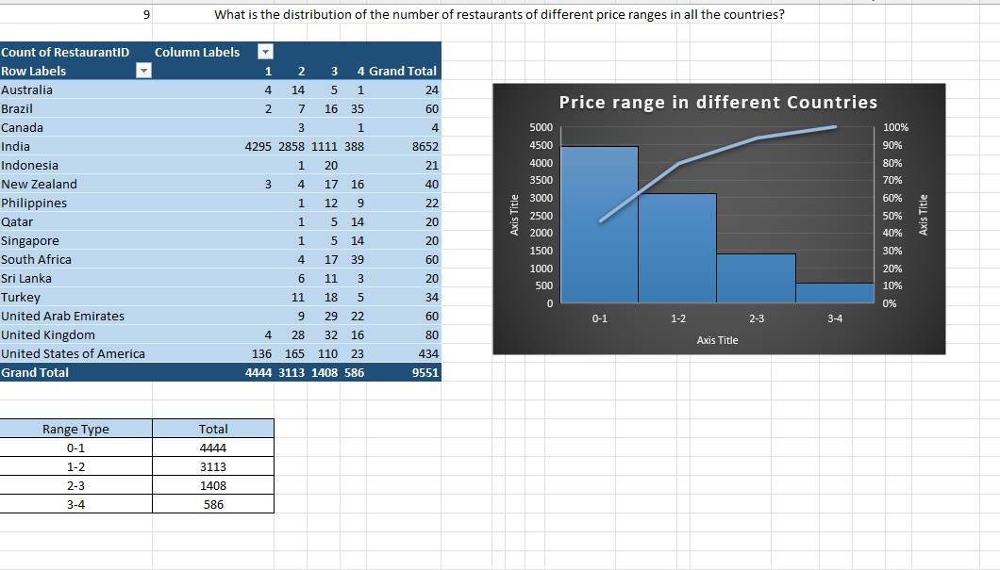 9 What is the distribution of the number of restaurants of different price ranges in all the countries?
Count of RestaurantID Column Labels
Row Labels 1 2 3 4 Grand Total
Australia 4 14 5 1 24
Brazil 2 7 16 35 60
Canada 3 1 4
India 4295 2858 1111 388 8652
Indonesia 1 20 21
New Zealand 3 4 17 16 40
Philippines 1 12 9 22
Qatar 1 5 14 20
Singapore 1 5 14 20
South Africa 4 17 39 60
Sri Lanka 6 11 3 20
Turkey 11 18 5 34
United Arab Emirates 9 29 22 60
United Kingdom 4 28 32 16 80
United States of America 136 165 110 23 434
Grand Total 4444 3113 1408 586 9551
Price range in different Countries
5000 100%
4500 90%
4000 80%
3500 70%
3000 60%
2500 50%
2000 40%
1500 30%
1000 20%
500 10%
0 0%
Axis Title
Axis Title
0-1 1-2 2-3 3-4
Axis Title
Range Type Total
0-1 4444
1-2 3113
2-3 1408
3-4 586